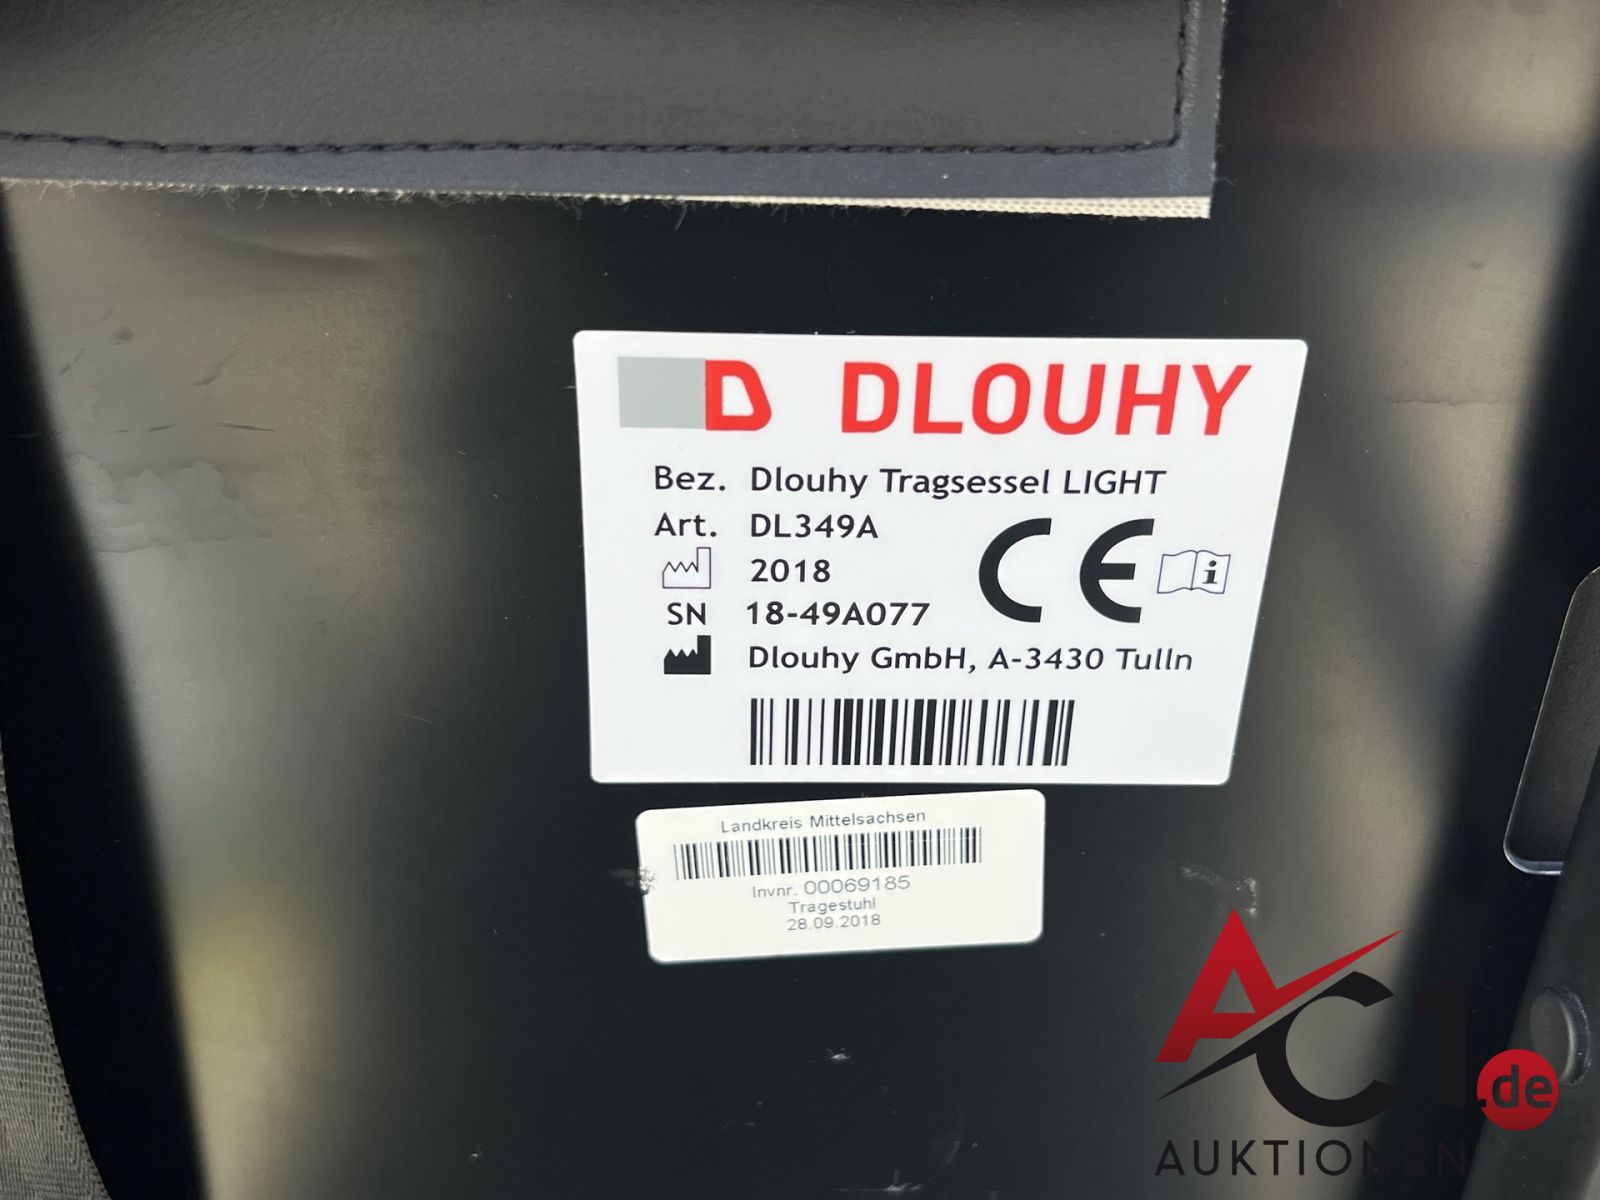 D DLOUHY
Bez. Dlouhy Tragsessel LIGHT
Art. DL349A
2018
CE i
SN 18-49A077
Dlouhy GmbH, A-3430 Tulln
Landkreis Mittelsachsen
Invnr. 00069185
Tragestuhl
28.09.2018
AC1.de
AUKTIONEN